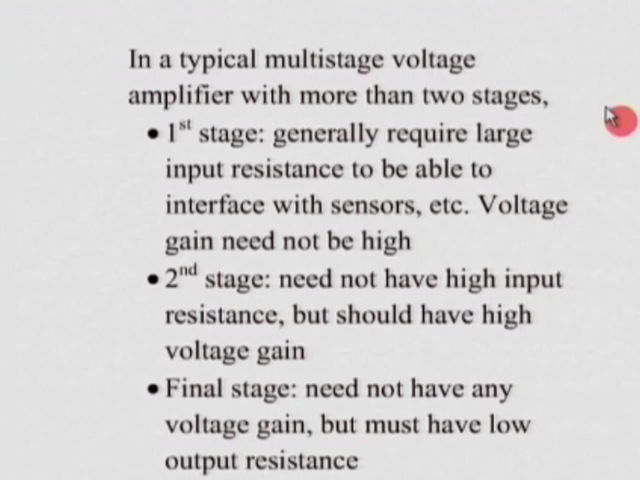 In a typical multistage voltage
amplifier with more than two stages,
• 1st stage: generally require large
input resistance to be able to
interface with sensors, etc. Voltage
gain need not be high
• 2nd stage: need not have high input
resistance, but should have high
voltage gain
• Final stage: need not have any
voltage gain, but must have low
output resistance